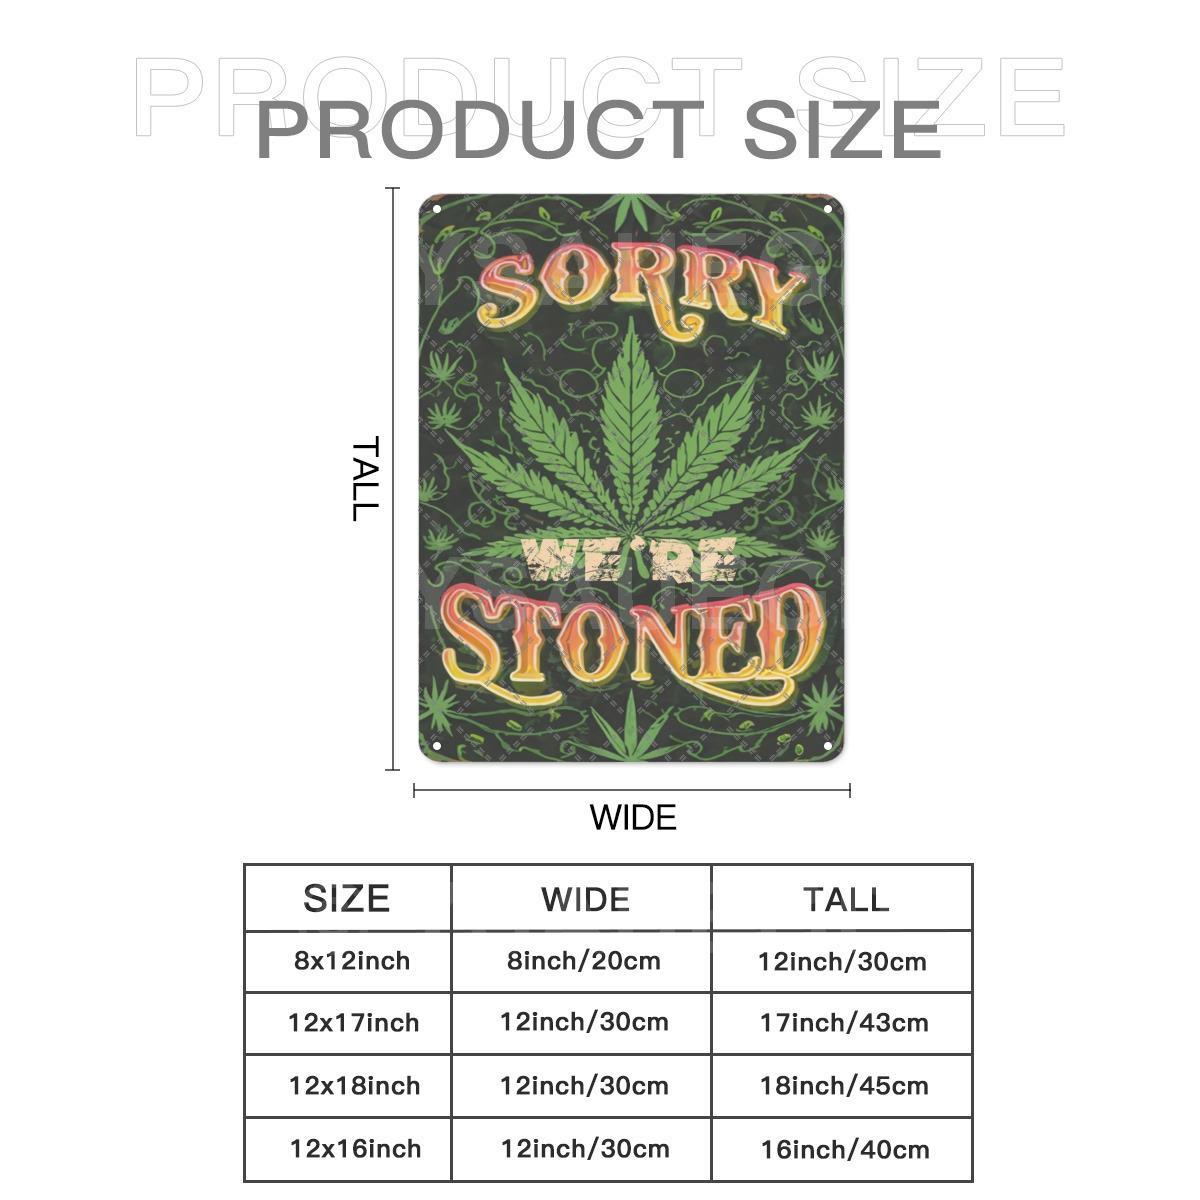 PRODUCT SIZE
PRODUCT SIZE
SORRY
WE'RE
STONED
TALL
WIDE
SIZE WIDE TALL
8x12inch 8inch/20cm 12inch/30cm
12x17inch 12inch/30cm 17inch/43cm
12x18inch 12inch/30cm 18inch/45cm
12x16inch 12inch/30cm 16inch/40cm